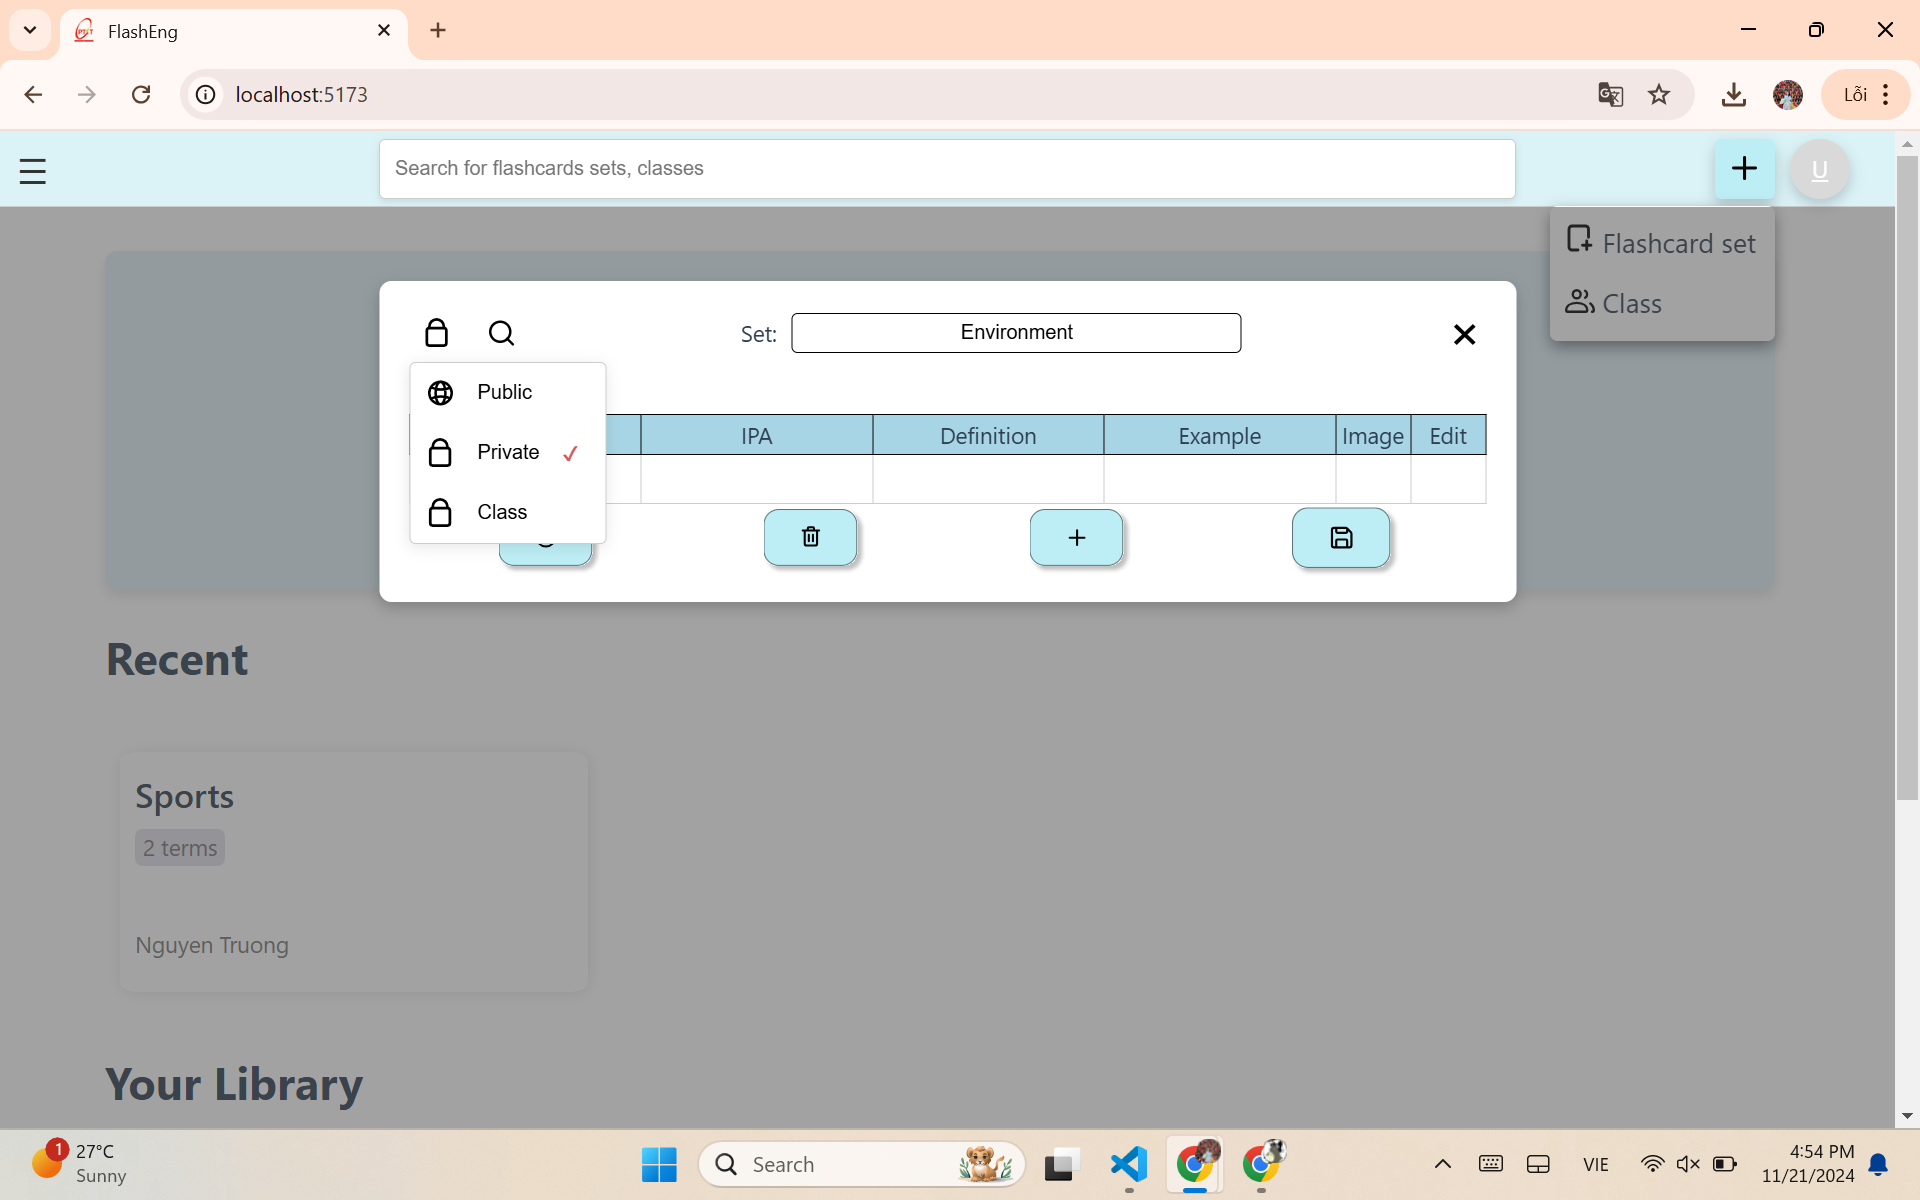 FlashEng
localhost:5173
Lỗi
Search for flashcards sets, classes
U
Flashcard set
Class
Set:
Environment
Public
Private
Class
IPA
Definition
Example
Image
Edit
Recent
Sports
2 terms
Nguyen Truong
Your Library
1
27°C
Sunny
Search
VIE
4:54 PM
11/21/2024